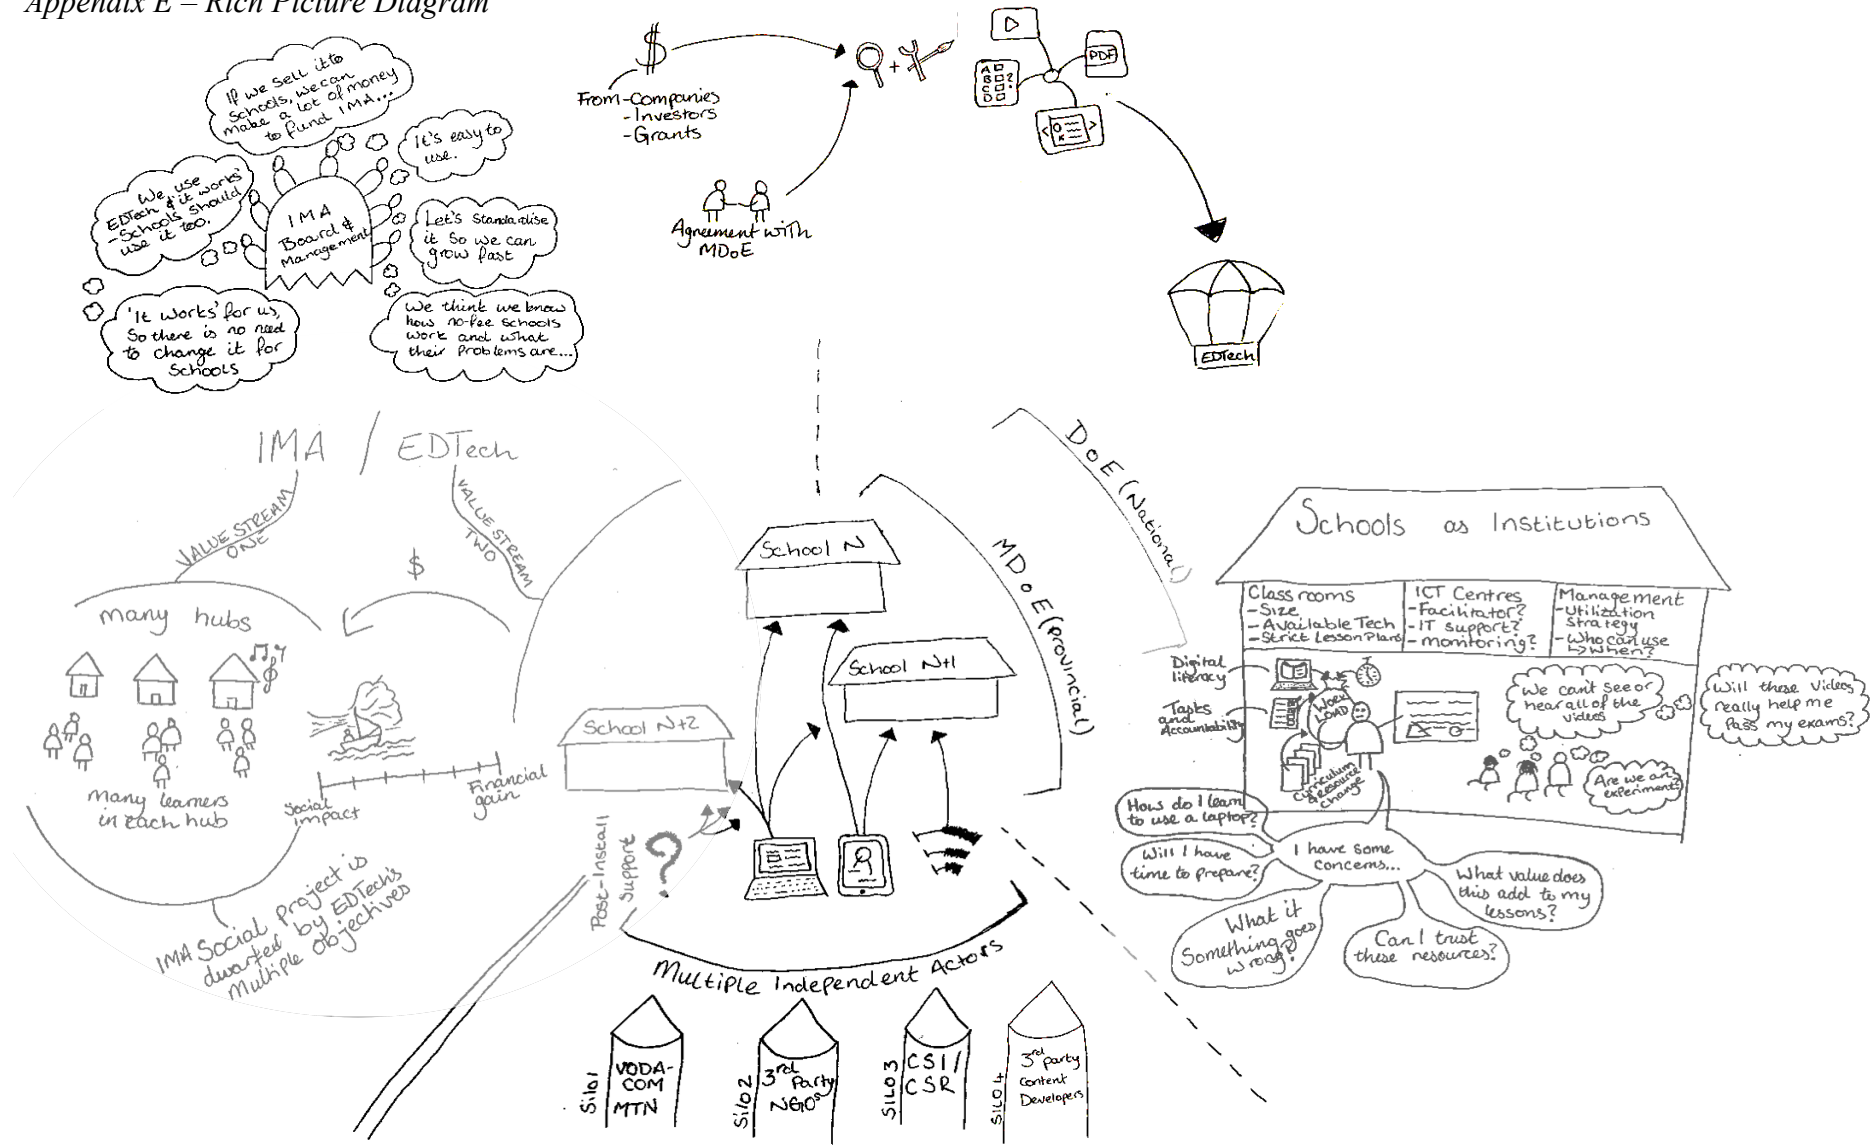 Appendix E – Rich Picture Diagram
If we sell it to
schools, we can
make a lot of money
to fund IMA...
It's easy to
use.
We use
EDTech & it 'works'
- Schools should
use it too.
IMA
Board &
Management
Let's standardise
it so we can
grow fast
'It works' for us,
So there is no need
to change it for
Schools
We think we know
how no-fee schools
work and what
their problems are...
$
From -Companies
-Investors
-Grants
+
Agreement with
MDoE
PDF
A
B
C
D
?
< >
EDTech
IMA / EDTech
VALUE STREAM
ONE
VALUE STREAM
TWO
$
many hubs
many learners
in each hub
Social
impact
Financial
gain
IMA Social project is
dwarfed by EDTech's
Multiple Objectives
School N
School N+1
School N+2
MDoE (provincial)
DoE (National)
Post-Install
Support
?
Multiple Independent Actors
Silo 1
VODA-
COM
MTN
Silo 2
3rd Party
NGOs
SILO 3
CSI /
CSR
SILO 4
3rd party
Content
Developers
Schools as Institutions
Classrooms
- Size
- Available Tech
- Strict Lesson Plans
ICT Centres
- Facilitator?
- IT support?
- monitoring?
Management
- Utilization
Strategy
- Who can use
↳ When?
Digital
literacy
Tasks
and
Accountability
WORK
LOAD
Curriculum
& Resource
Change
We can't see or
hear all of the
videos
Will these videos
really help me
Pass my exams?
Are we an
experiment?
How do I learn
to use a laptop?
Will I have
time to prepare?
I have some
concerns...
What value does
this add to my
lessons?
What if
Something goes
wrong?
Can I trust
these resources?